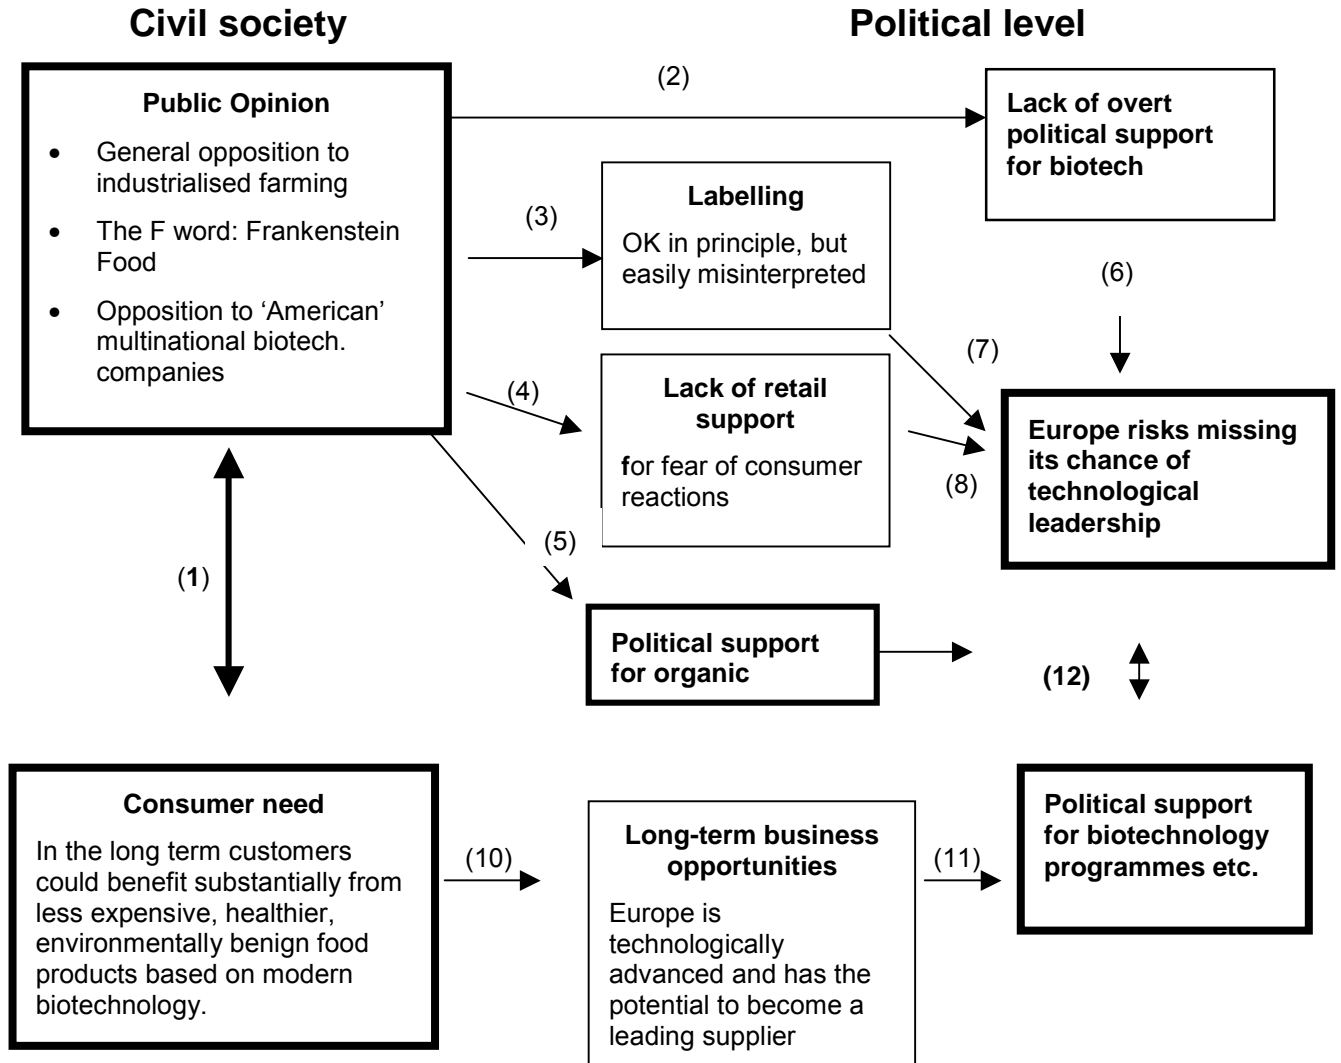 Civil society
Political level
Public Opinion
• General opposition to
industrialised farming
• The F word: Frankenstein
Food
• Opposition to ‘American’
multinational biotech.
companies
(2)
Lack of overt
political support
for biotech
(3)
Labelling
OK in principle, but
easily misinterpreted
(6)
(7)
(4)
Lack of retail
support
for fear of consumer
reactions
(8)
Europe risks missing
its chance of
technological
leadership
(5)
(1)
Political support
for organic
(12)
Consumer need
In the long term customers
could benefit substantially from
less expensive, healthier,
environmentally benign food
products based on modern
biotechnology.
(10)
Long-term business
opportunities
Europe is
technologically
advanced and has the
potential to become a
leading supplier
(11)
Political support
for biotechnology
programmes etc.